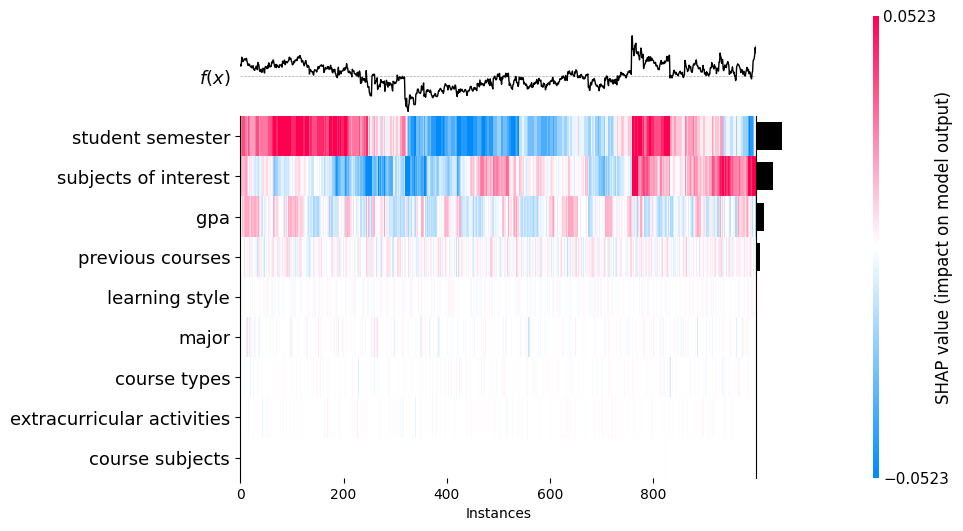 0.0523
f(x)
student semester
subjects of interest
gpa
previous courses
learning style
major
course types
extracurricular activities
course subjects
0 200 400 600 800
Instances
−0.0523
SHAP value (impact on model output)